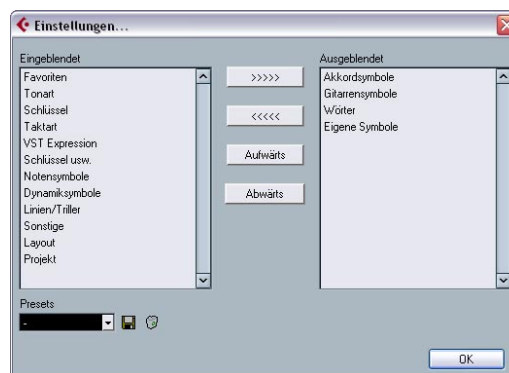 Einstellungen...
Eingeblendet
Favoriten
Tonart
Schlüssel
Taktart
VST Expression
Schlüssel usw.
Notensymbole
Dynamiksymbole
Linien/Triller
Sonstige
Layout
Projekt
>>>>>
<<<<<
Aufwärts
Abwärts
Ausgeblendet
Akkordsymbole
Gitarrensymbole
Wörter
Eigene Symbole
Presets
-
OK